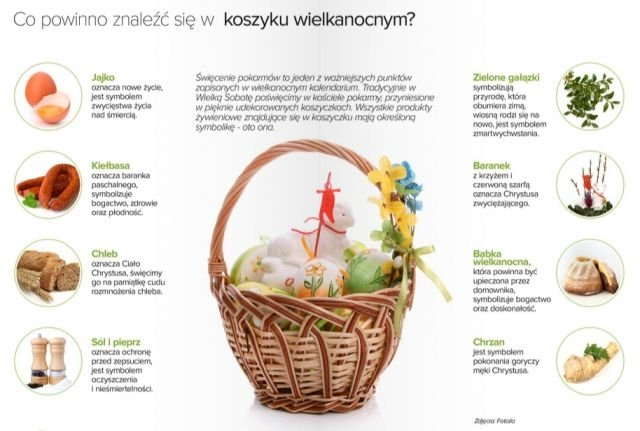 Co powinno znaleźć się w koszyku wielkanocnym?
Jajko
oznacza nowe życie,
jest symbolem
zwycięstwa życia
nad śmiercią.
Kiełbasa
oznacza baranka
paschalnego,
symbolizuje
bogactwo, zdrowie
oraz płodność.
Chleb
oznacza Ciało
Chrystusa, święcimy
go na pamiątkę cudu
rozmnożenia chleba.
Sól i pieprz
oznacza ochronę
przed zepsuciem,
jest symbolem
oczyszczenia
i nieśmiertelności.
Święcenie pokarmów to jeden z ważniejszych punktów
zapisanych w wielkanocnym kalendarium. Tradycyjnie w
Wielką Sobotę poświęcimy w kościele pokarmy, przyniesione
w pięknie udekorowanych koszyczkach. Wszystkie produkty
żywieniowe znajdujące się w koszyczku mają określoną
symbolikę - oto ona.
Zielone gałązki
symbolizują
przyrodę, która
obumiera zimą,
wiosną rodzi się na
nowo, jest symbolem
zmartwychwstania.
Baranek
z krzyżem i
czerwoną szarfą
oznacza Chrystusa
zwyciężającego.
Babka
wielkanocna,
która powinna być
upieczona przez
domownika,
symbolizuje bogactwo
oraz doskonałość.
Chrzan
jest symbolem
pokonania goryczy
męki Chrystusa.
Zdjęcia Fotolia